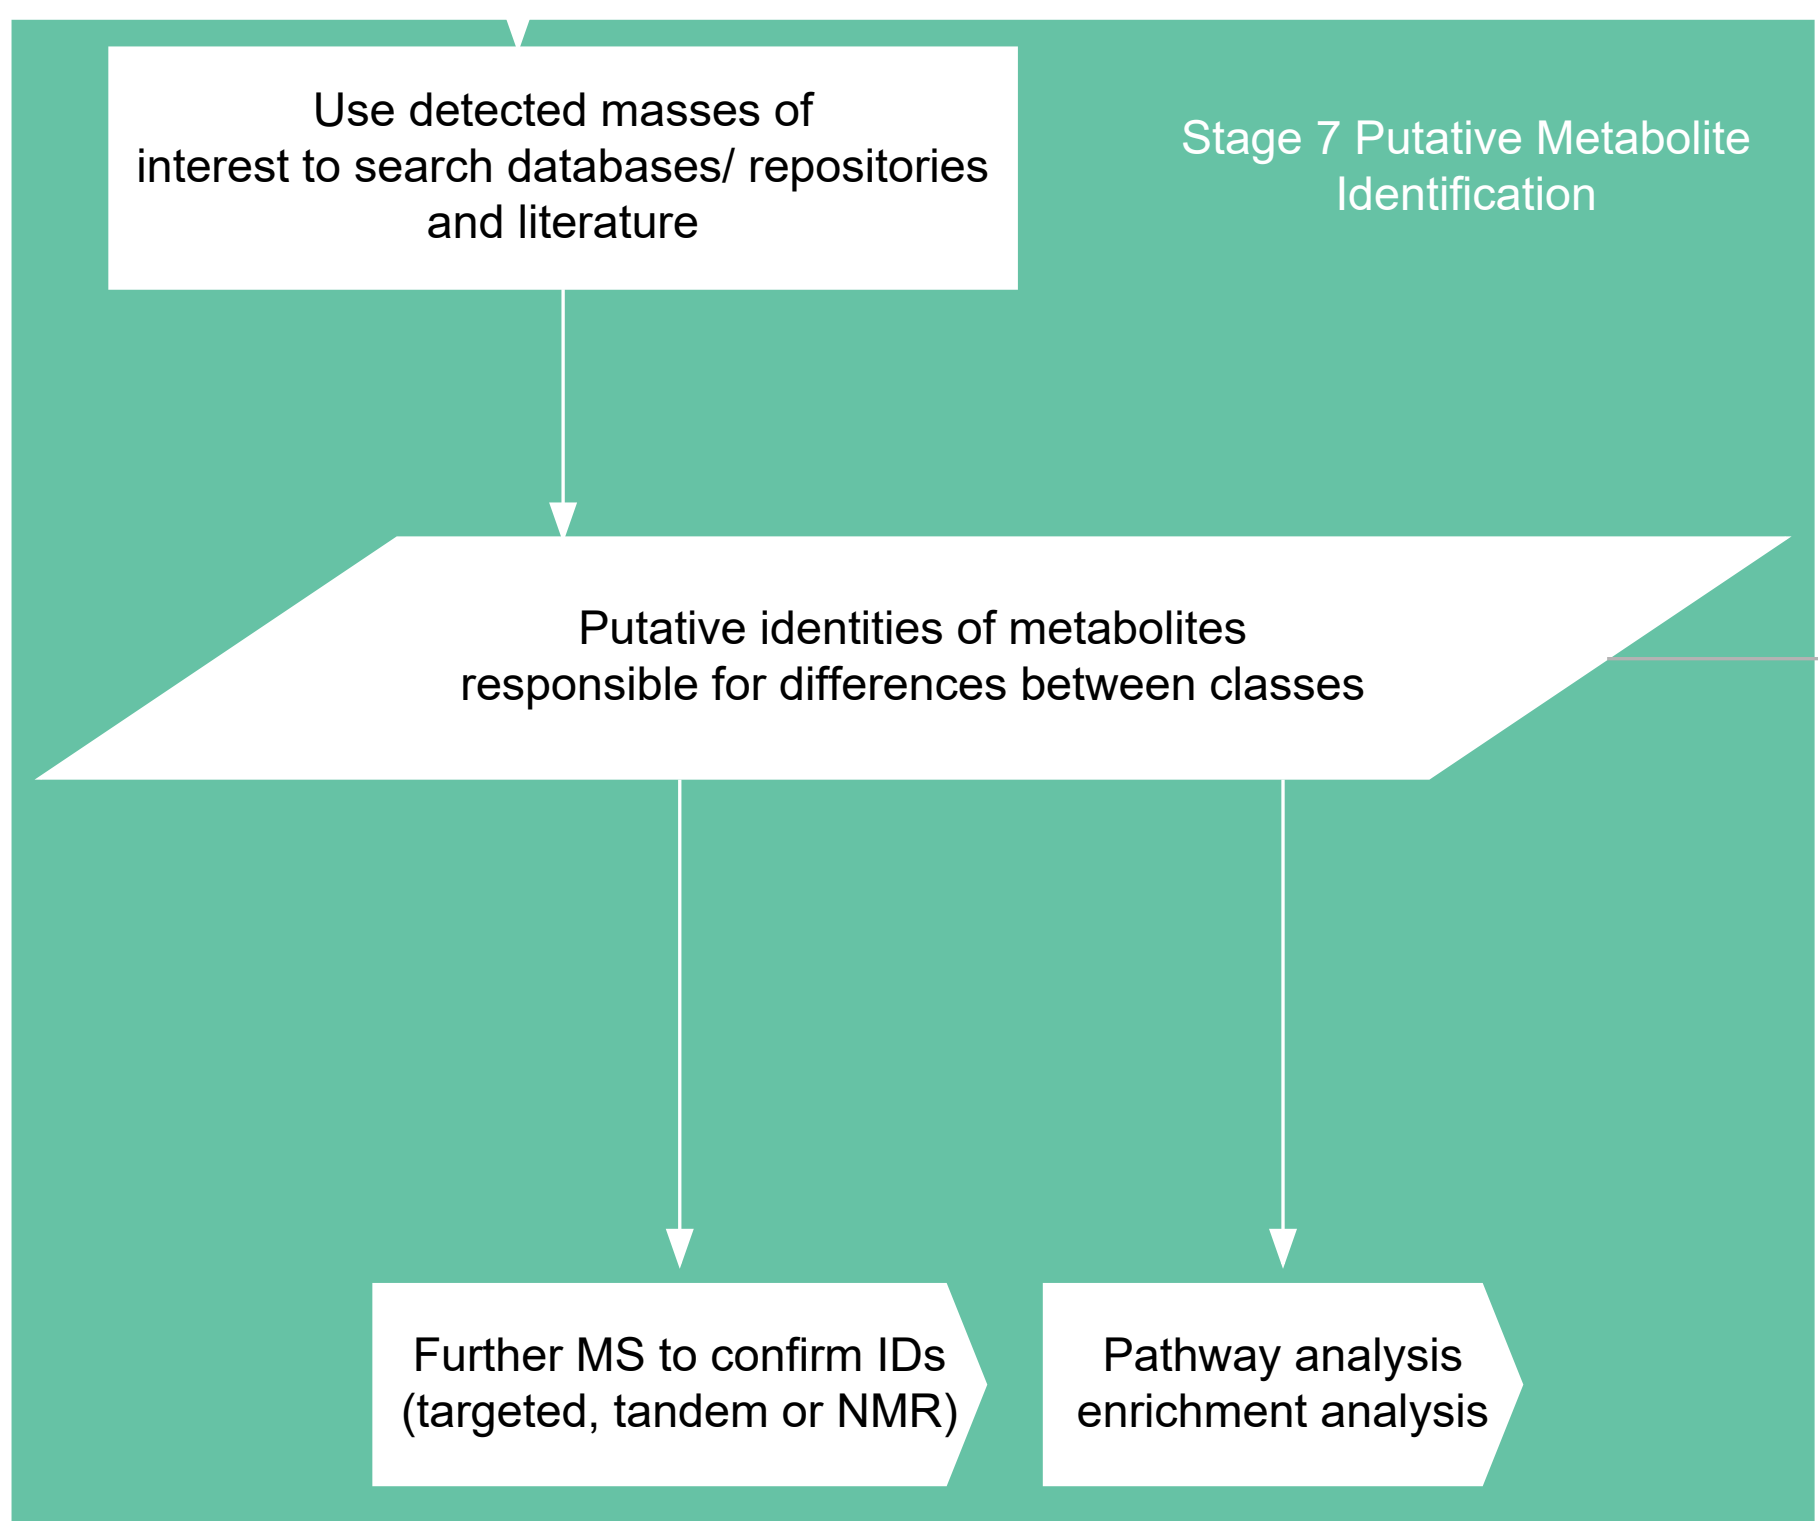 Use detected masses of
interest to search databases/ repositories
and literature
Stage 7 Putative Metabolite
Identification
Putative identities of metabolites
responsible for differences between classes
Further MS to confirm IDs
(targeted, tandem or NMR)
Pathway analysis
enrichment analysis